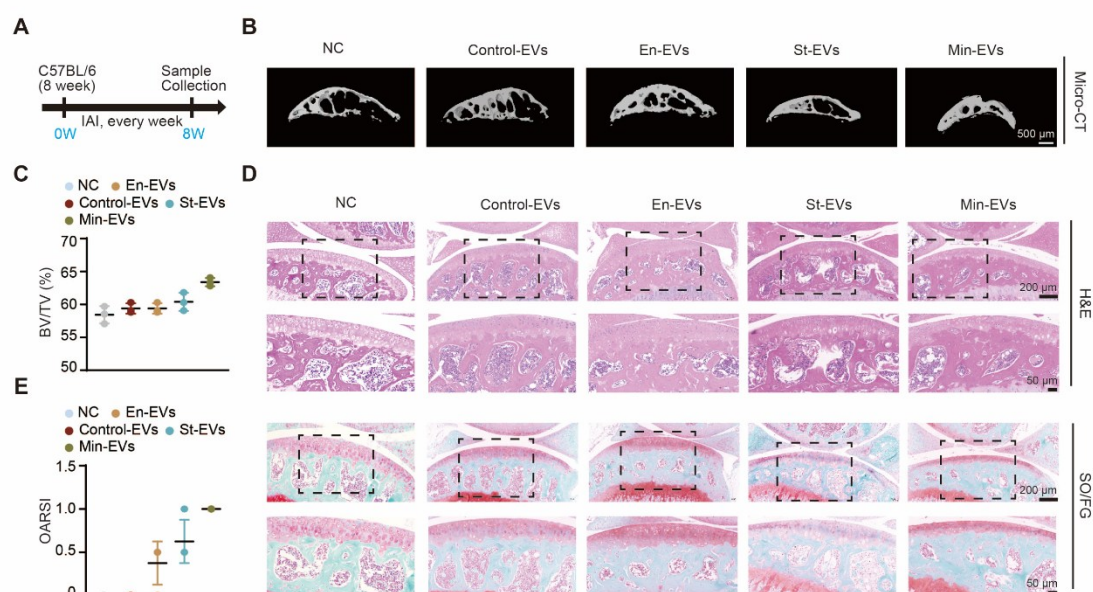 A
C57BL/6
(8 week)
Sample
Collection
IAI, every week
0W
8W
B
NC
Control-EVs
En-EVs
St-EVs
Min-EVs
Micro-CT
500 µm
C
NC
En-EVs
Control-EVs
St-EVs
Min-EVs
BV/TV (%)
70
65
60
55
50
D
NC
Control-EVs
En-EVs
St-EVs
Min-EVs
H&E
200 µm
50 µm
SO/FG
200 µm
50 µm
E
NC
En-EVs
Control-EVs
St-EVs
Min-EVs
OARSI
1.5
1.0
0.5
0